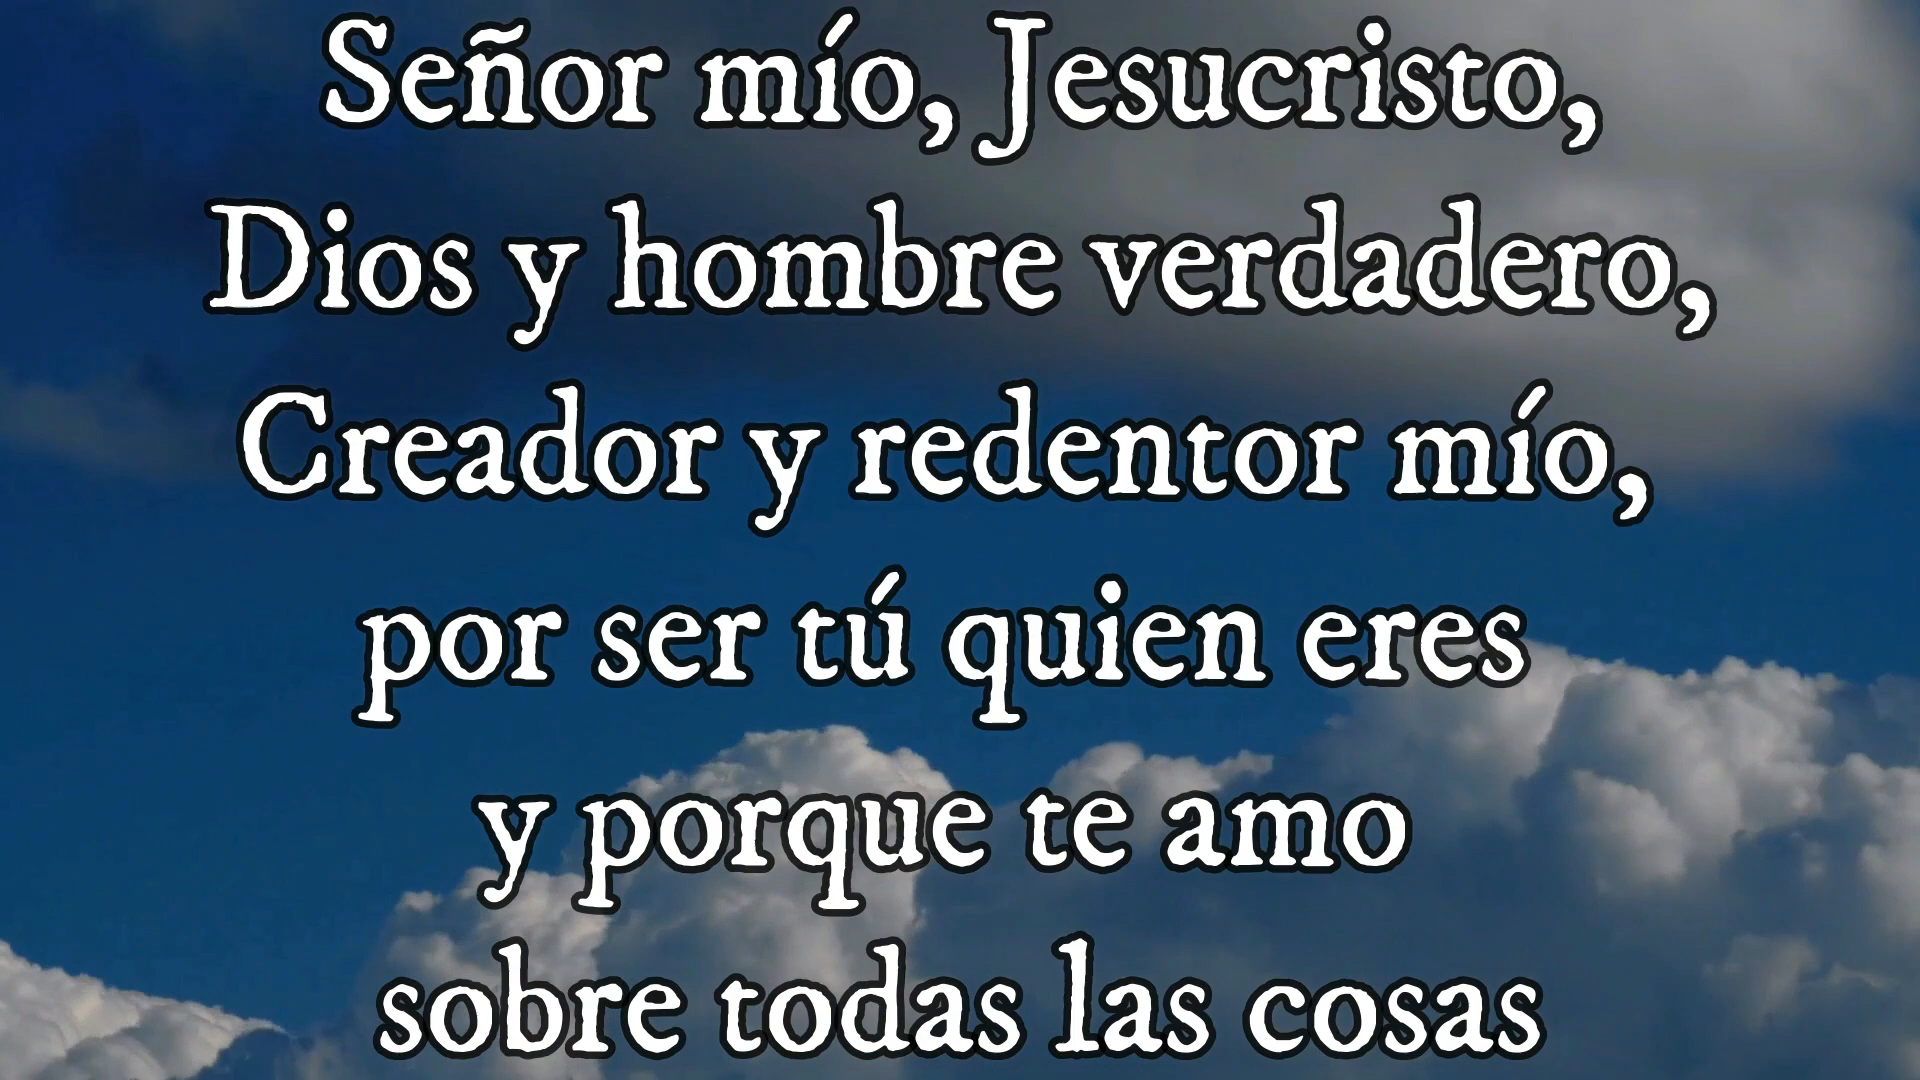 Señor mío, Jesucristo,
Dios y hombre verdadero,
Creador y redentor mío,
por ser tú quien eres
y porque te amo
sobre todas las cosas